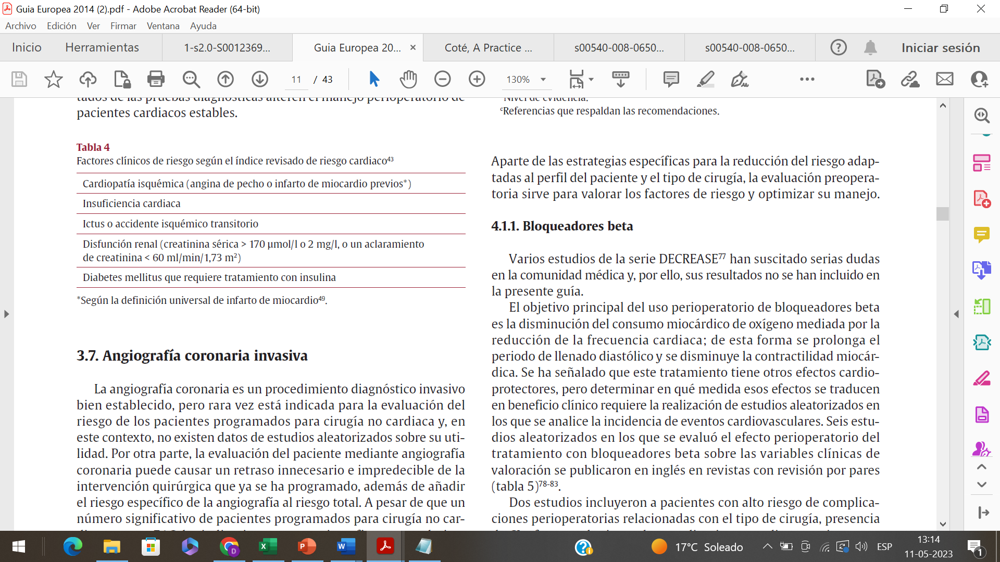 Guia Europea 2014 (2).pdf - Adobe Acrobat Reader (64-bit)
Archivo Edición Ver Firmar Ventana Ayuda
Inicio Herramientas 1-s2.0-S0012369... Guia Europea 20... × Coté, A Practice ... s00540-008-0650... s00540-008-0650... Iniciar sesión
11 / 43 130%
tados de las pruebas diagnósticas alteren el manejo perioperatorio de
pacientes cardiacos estables.
Tabla 4
Factores clínicos de riesgo según el índice revisado de riesgo cardiaco43
Cardiopatía isquémica (angina de pecho o infarto de miocardio previos*)
Insuficiencia cardiaca
Ictus o accidente isquémico transitorio
Disfunción renal (creatinina sérica > 170 μmol/l o 2 mg/l, o un aclaramiento
de creatinina < 60 ml/min/1,73 m²)
Diabetes mellitus que requiere tratamiento con insulina
*Según la definición universal de infarto de miocardio49.
3.7. Angiografía coronaria invasiva
La angiografía coronaria es un procedimiento diagnóstico invasivo
bien establecido, pero rara vez está indicada para la evaluación del
riesgo de los pacientes programados para cirugía no cardiaca y, en
este contexto, no existen datos de estudios aleatorizados sobre su uti-
lidad. Por otra parte, la evaluación del paciente mediante angiografía
coronaria puede causar un retraso innecesario e impredecible de la
intervención quirúrgica que ya se ha programado, además de añadir
el riesgo específico de la angiografía al riesgo total. A pesar de que un
número significativo de pacientes programados para cirugía no car-
Nivel de evidencia.
cReferencias que respaldan las recomendaciones.
Aparte de las estrategias específicas para la reducción del riesgo adap-
tadas al perfil del paciente y el tipo de cirugía, la evaluación preopera-
toria sirve para valorar los factores de riesgo y optimizar su manejo.
4.1.1. Bloqueadores beta
Varios estudios de la serie DECREASE77 han suscitado serias dudas
en la comunidad médica y, por ello, sus resultados no se han incluido en
la presente guía.
El objetivo principal del uso perioperatorio de bloqueadores beta
es la disminución del consumo miocárdico de oxígeno mediada por la
reducción de la frecuencia cardiaca; de esta forma se prolonga el
periodo de llenado diastólico y se disminuye la contractilidad miocár-
dica. Se ha señalado que este tratamiento tiene otros efectos cardio-
protectores, pero determinar en qué medida esos efectos se traducen
en beneficio clínico requiere la realización de estudios aleatorizados en
los que se analice la incidencia de eventos cardiovasculares. Seis estu-
dios aleatorizados en los que se evaluó el efecto perioperatorio del
tratamiento con bloqueadores beta sobre las variables clínicas de
valoración se publicaron en inglés en revistas con revisión por pares
(tabla 5)78-83.
Dos estudios incluyeron a pacientes con alto riesgo de complica-
ciones perioperatorias relacionadas con el tipo de cirugía, presencia
17°C Soleado ESP 13:14
11-05-2023
1